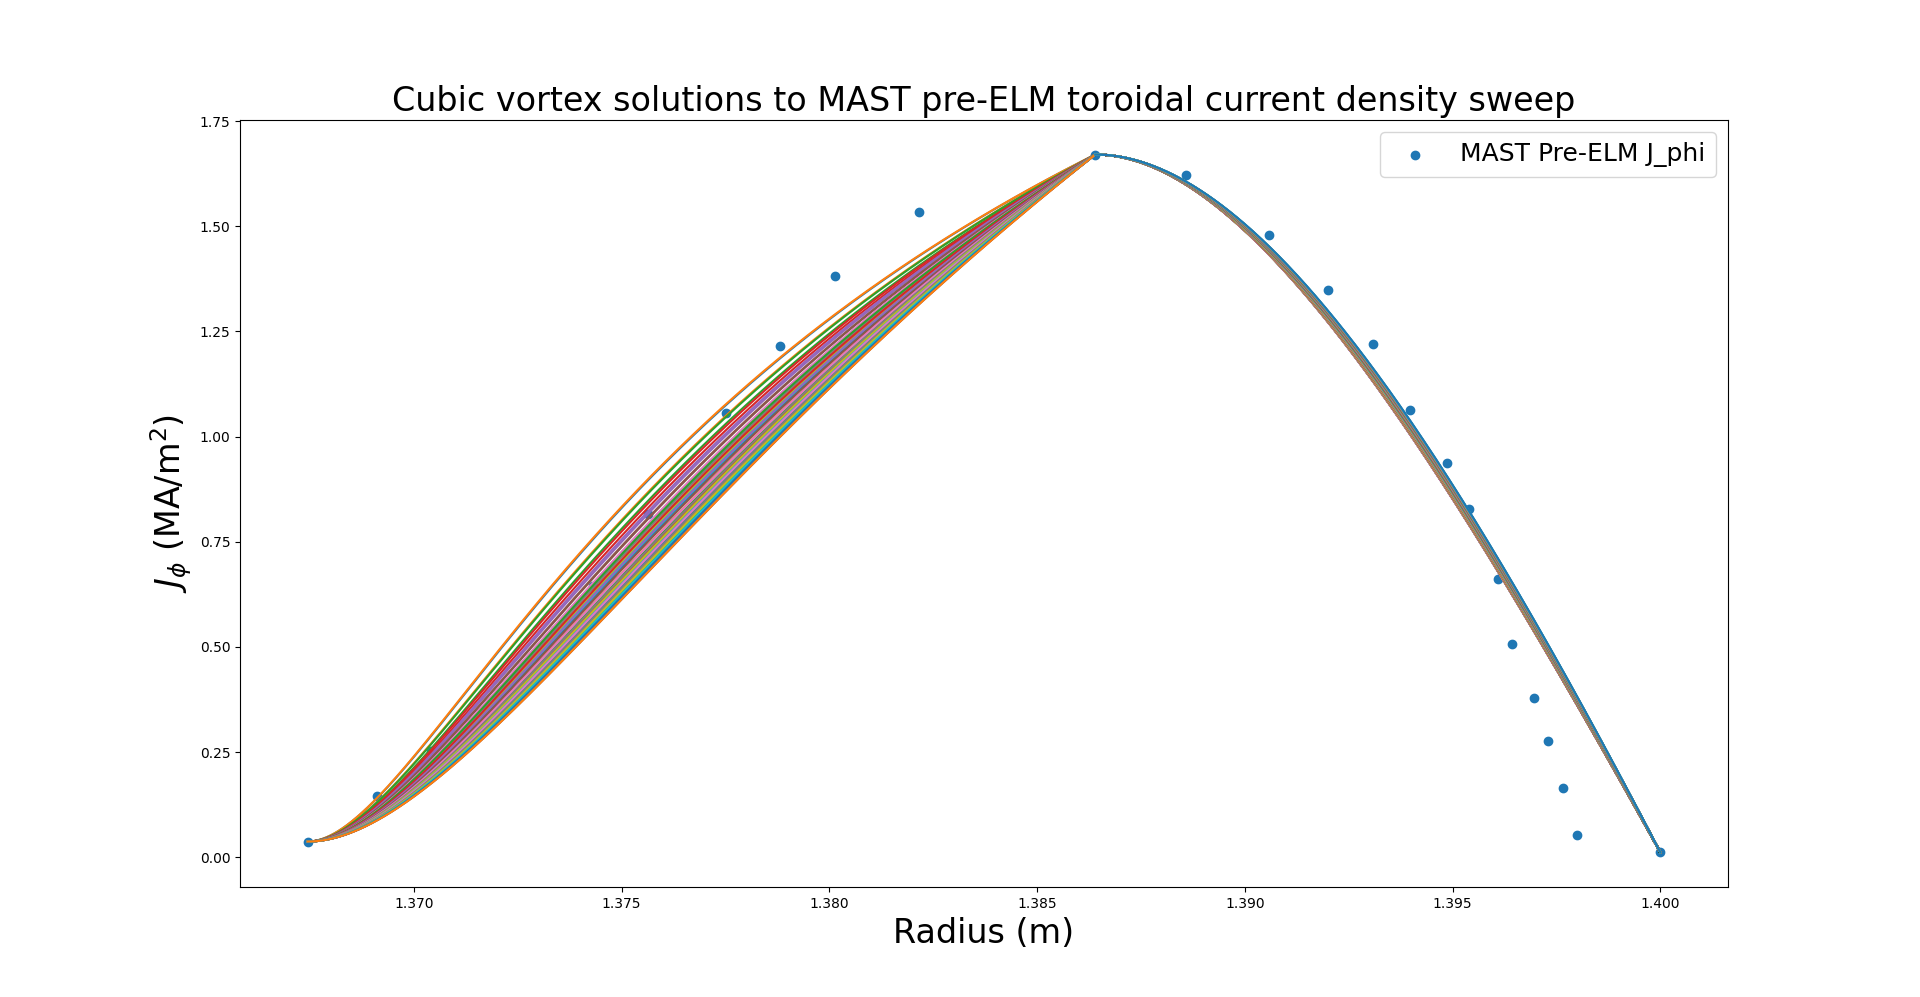 Cubic vortex solutions to MAST pre-ELM toroidal current density sweep
MAST Pre-ELM J_phi
1.75
1.50
1.25
1.00
0.75
0.50
0.25
0.00
J_ϕ (MA/m²)
1.370 1.375 1.380 1.385 1.390 1.395 1.400
Radius (m)